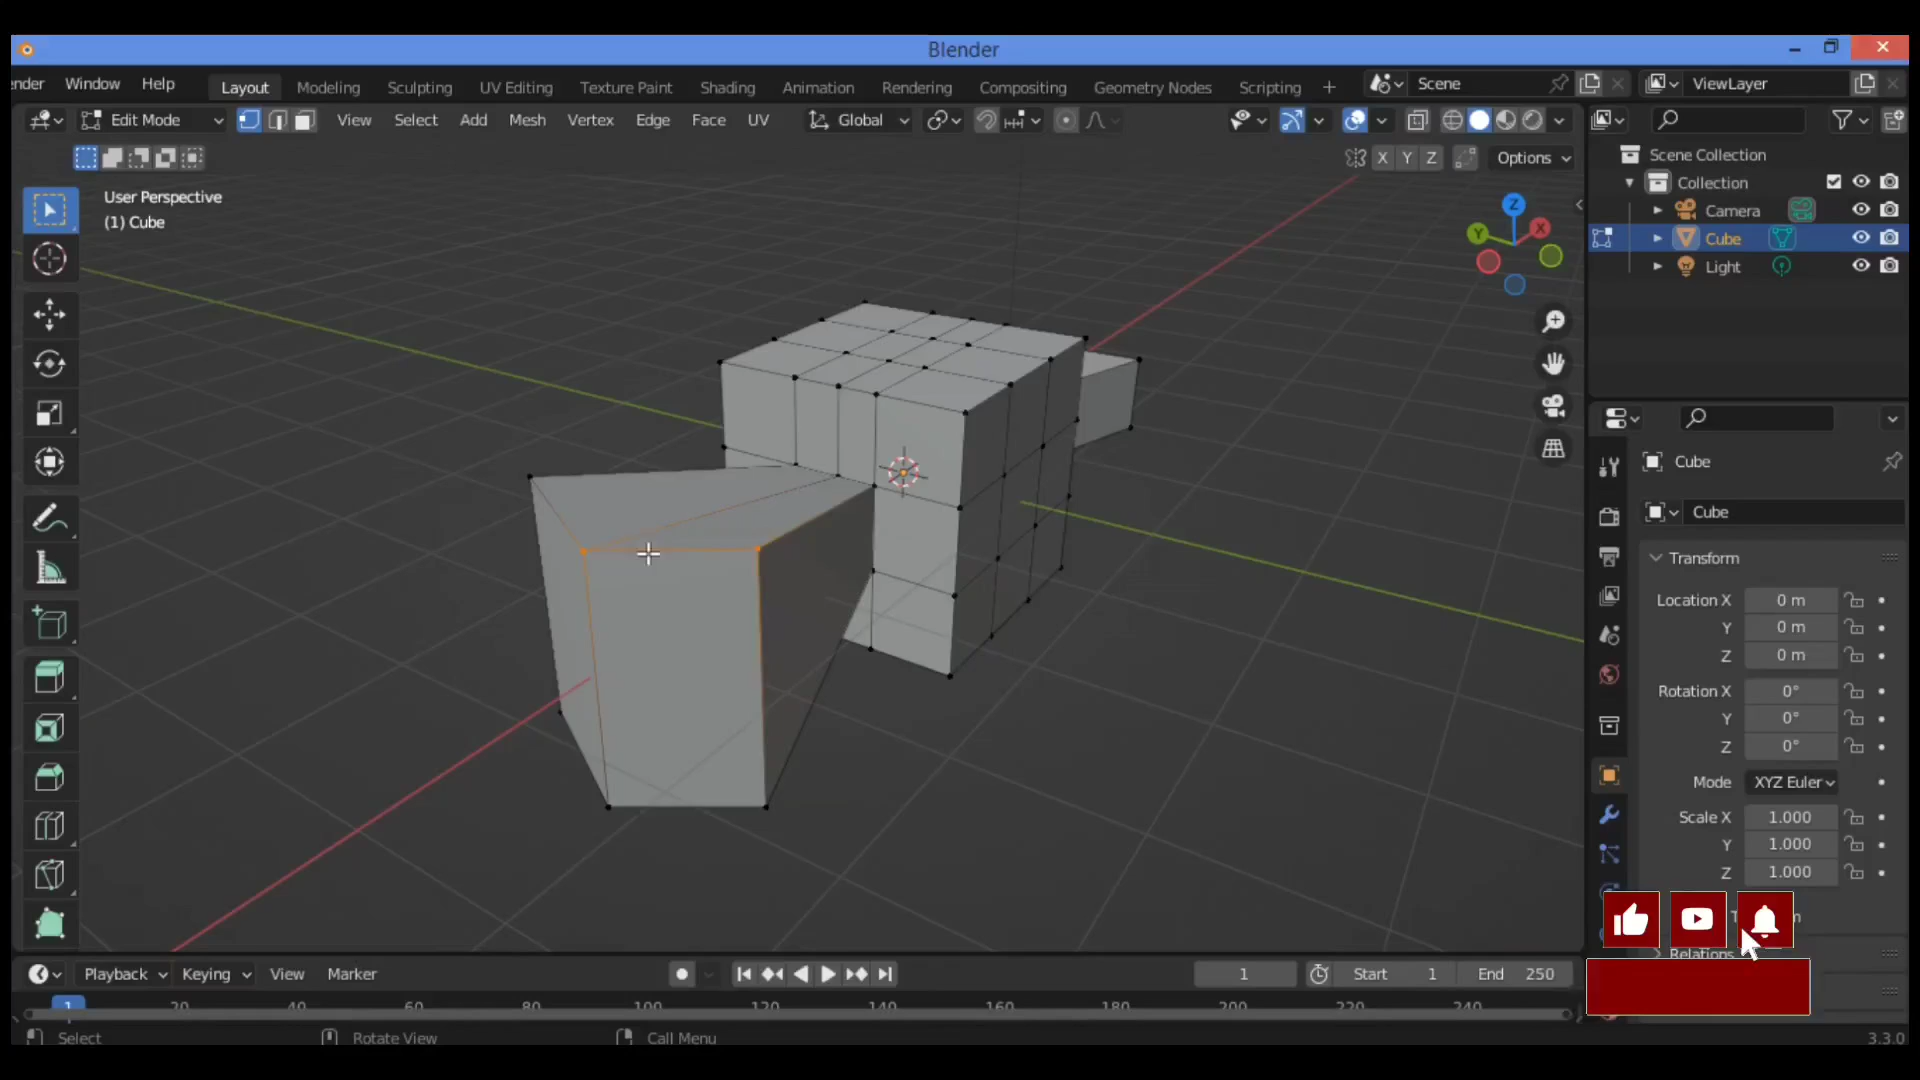 Blender
nder Window Help Layout Modeling Sculpting UV Editing Texture Paint Shading Animation Rendering Compositing Geometry Nodes Scripting + Scene ViewLayer
Edit Mode View Select Add Mesh Vertex Edge Face UV Global
X Y Z Options
User Perspective
(1) Cube
Z
Y
X
Scene Collection
Collection
Camera
Cube
Light
Cube
Cube
Transform
Location X 0 m
Y 0 m
Z 0 m
Rotation X 0°
Y 0°
Z 0°
Mode XYZ Euler
Scale X 1.000
Y 1.000
Z 1.000
Relations
Playback Keying View Marker 1 Start 1 End 250
1 20 40 60 80 100 120 140 160 180 200 220 240
Select Rotate View Call Menu 3.3.0